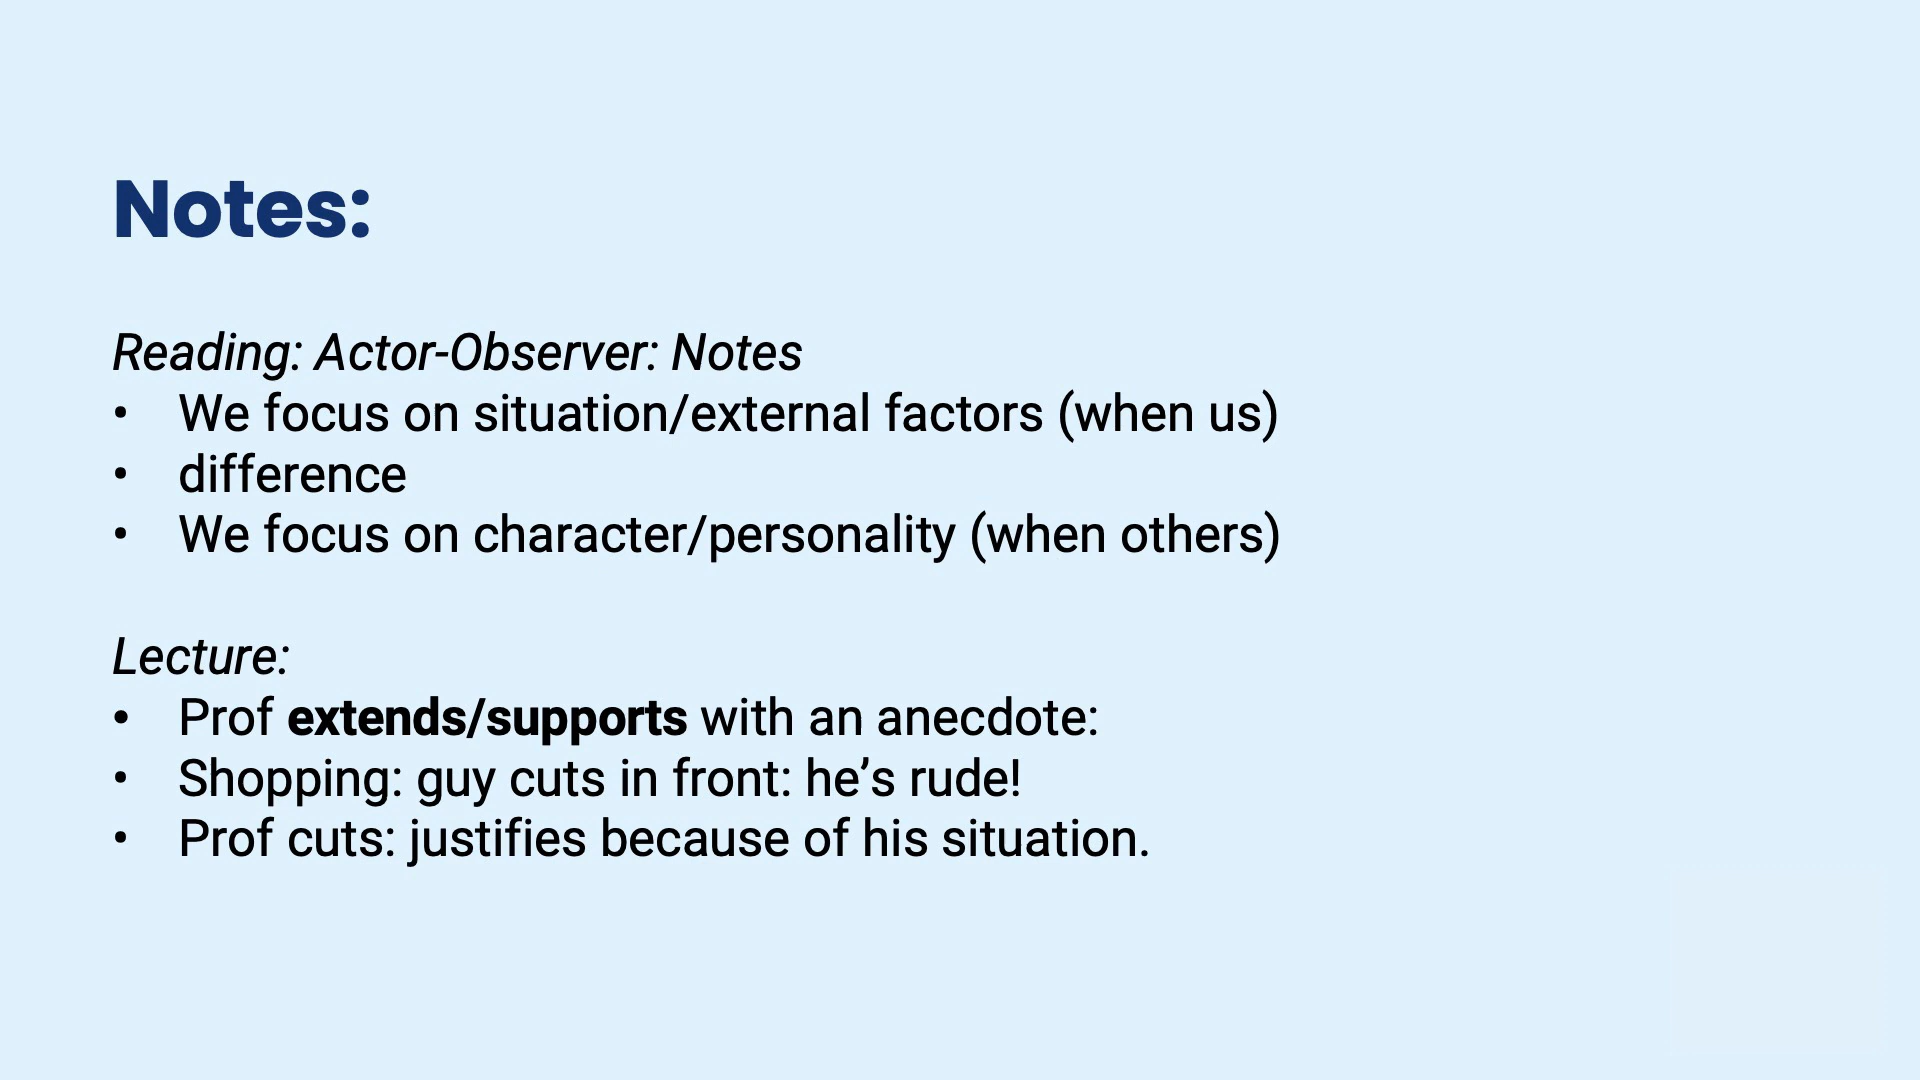 Notes:
Reading: Actor-Observer: Notes
• We focus on situation/external factors (when us)
• difference
• We focus on character/personality (when others)
Lecture:
• Prof extends/supports with an anecdote:
• Shopping: guy cuts in front: he’s rude!
• Prof cuts: justifies because of his situation.